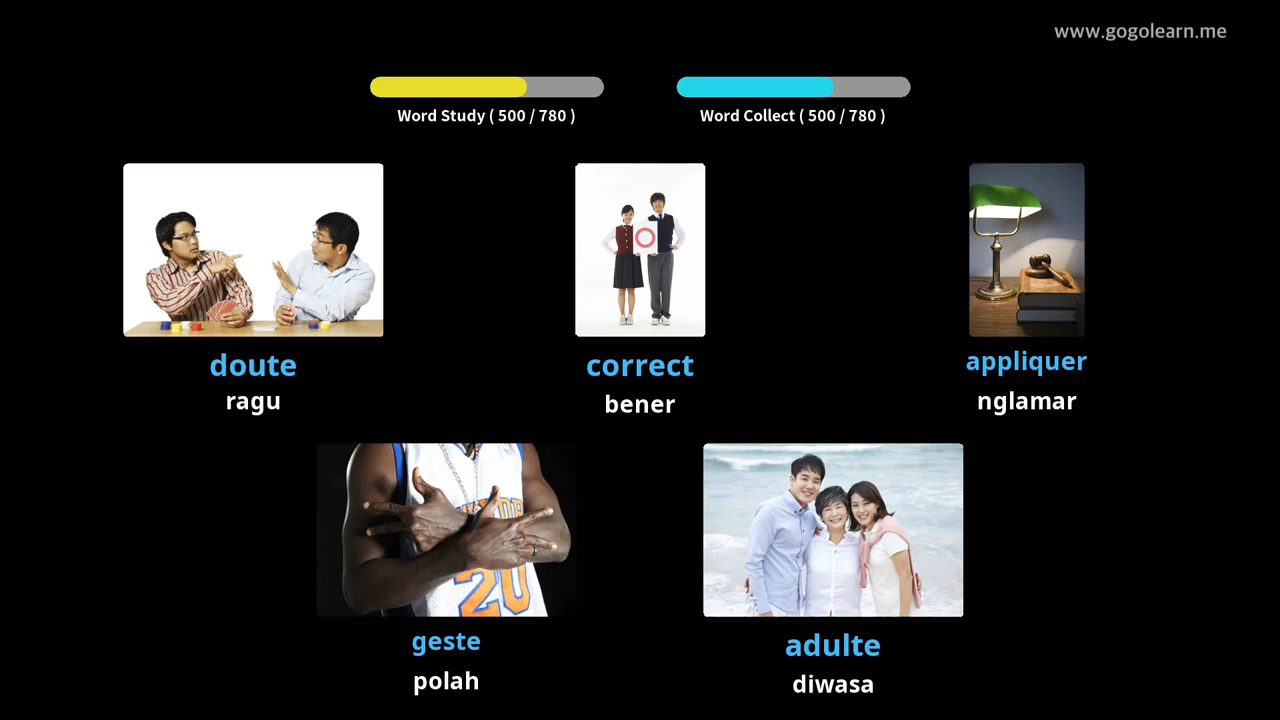 www.gogolearn.me
Word Study ( 500 / 780 )
Word Collect ( 500 / 780 )
doute
ragu
correct
bener
appliquer
nglamar
geste
polah
20
adulte
diwasa